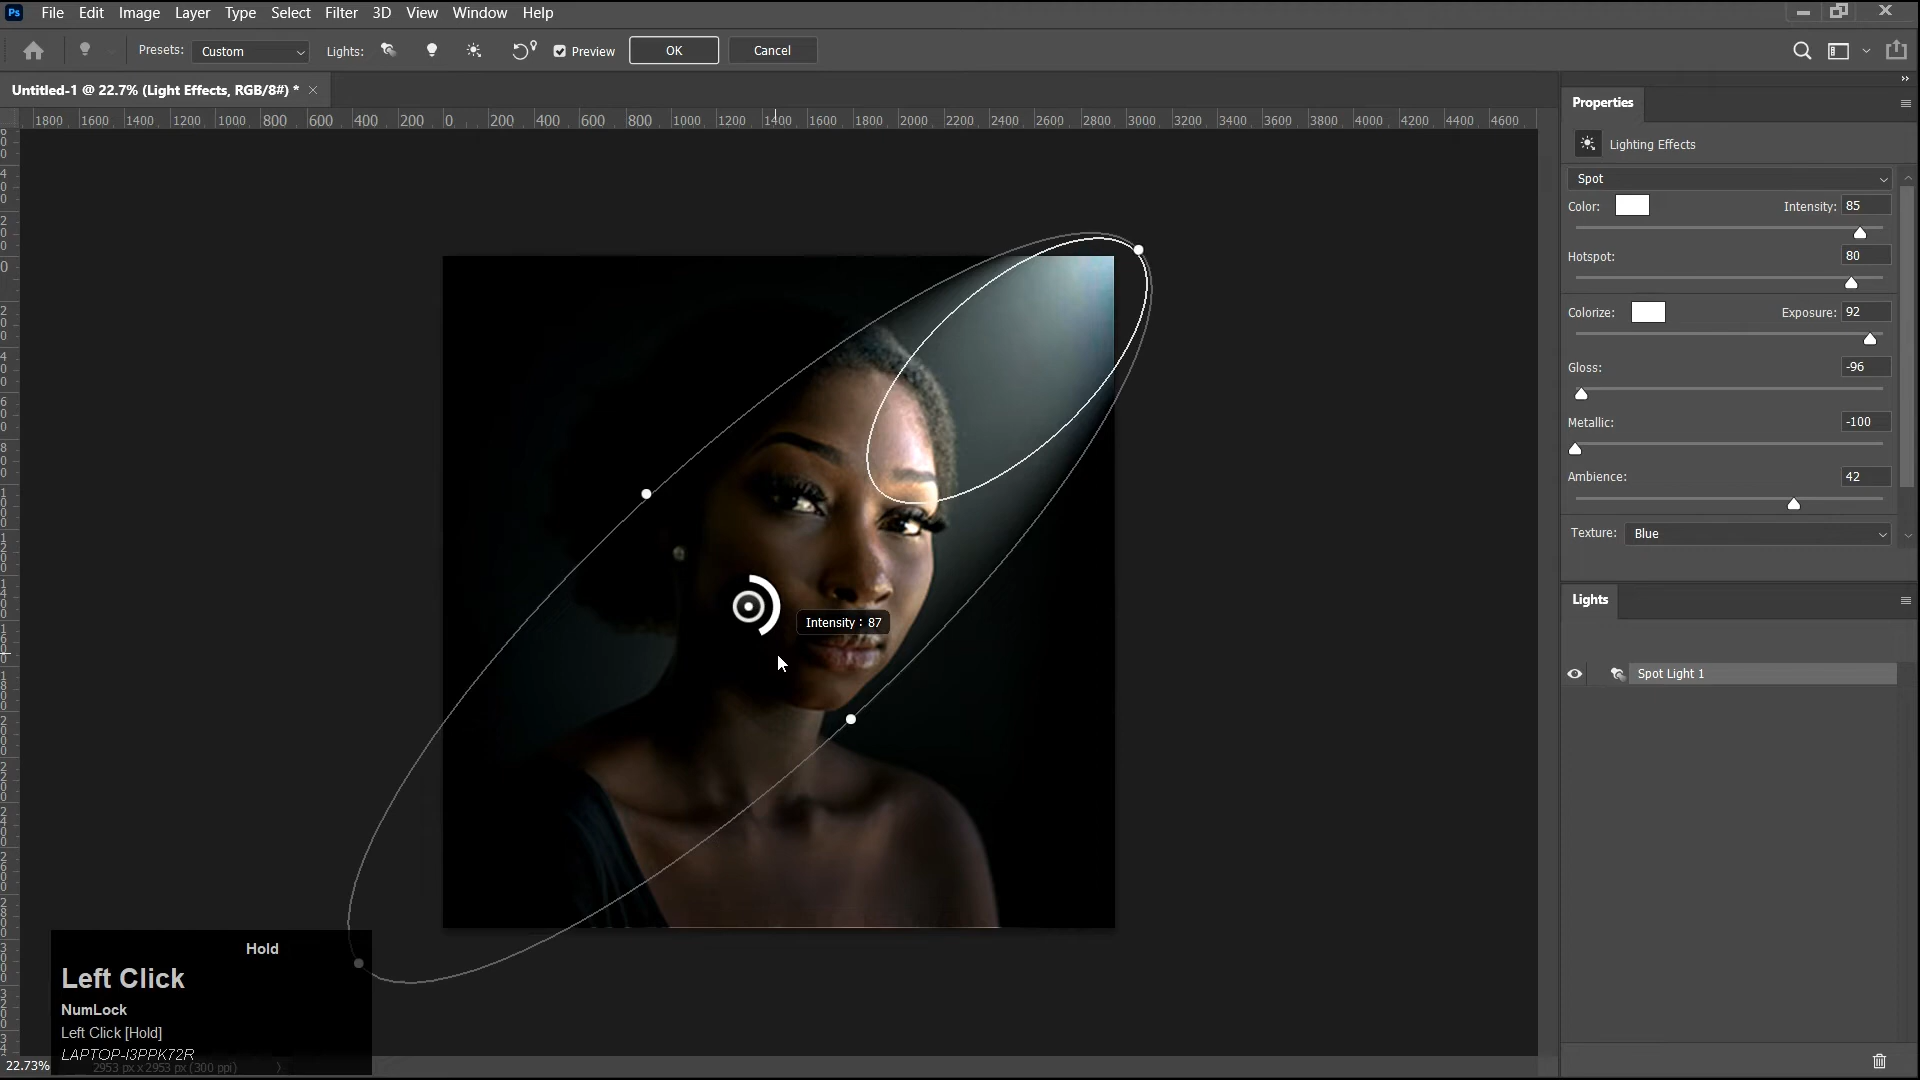 Ps File Edit Image Layer Type Select Filter 3D View Window Help
Presets: Custom Lights: Preview OK Cancel
Untitled-1 @ 22.7% (Light Effects, RGB/8#) * ×
1800 1600 1400 1200 1000 800 600 400 200 0 200 400 600 800 1000 1200 1400 1600 1800 2000 2200 2400 2600 2800 3000 3200 3400 3600 3800 4000 4200 4400 4600
Properties
Lighting Effects
Spot
Color: Intensity: 85
Hotspot: 80
Colorize: Exposure: 92
Gloss: -96
Metallic: -100
Ambience: 42
Texture: Blue
Lights
Spot Light 1
Intensity : 87
Hold
Left Click
NumLock
Left Click [Hold]
LAPTOP-I3PPK72R
22.73% 2953 px x 2953 px (300 ppi)